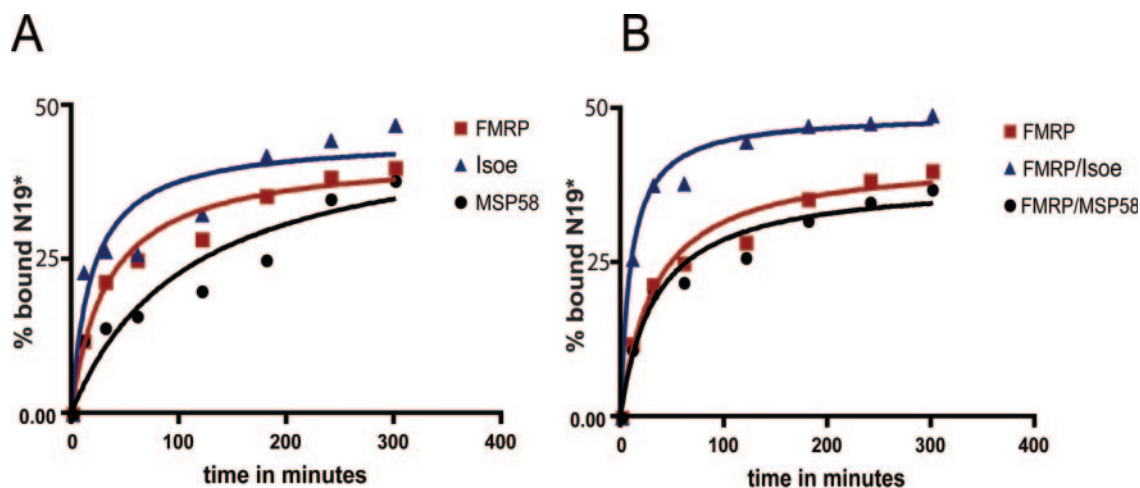 A
% bound N19*
50
25
0.00
0
100
200
300
400
time in minutes
FMRP
Isoe
MSP58
B
% bound N19*
50
25
0.00
0
100
200
300
400
time in minutes
FMRP
FMRP/Isoe
FMRP/MSP58